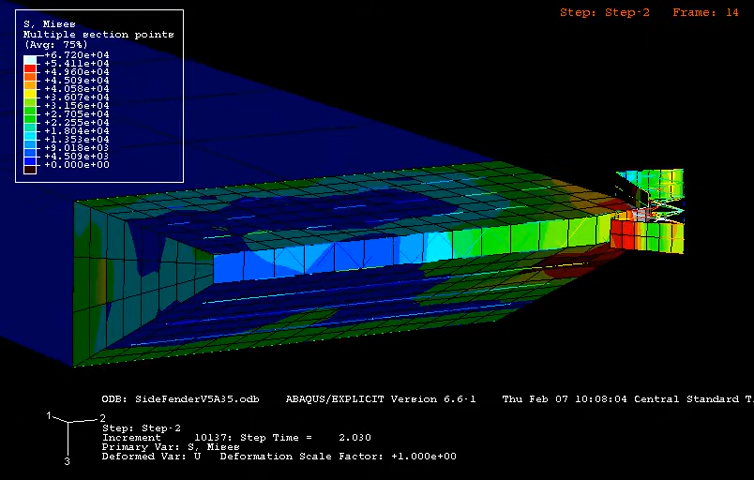 Step: Step-2 Frame: 14
S, Mises
Multiple section points
(Avg: 75%)
+6.720e+04
+5.411e+04
+4.960e+04
+4.509e+04
+4.058e+04
+3.607e+04
+3.156e+04
+2.705e+04
+2.255e+04
+1.804e+04
+1.353e+04
+9.018e+03
+4.509e+03
+0.000e+00
ODB: SideFenderV5A35.odb ABAQUS/EXPLICIT Version 6.6-1 Thu Feb 07 10:08:04 Central Standard T
1
2
3
Step: Step-2
Increment 10137: Step Time = 2.030
Primary Var: S, Mises
Deformed Var: U Deformation Scale Factor: +1.000e+00